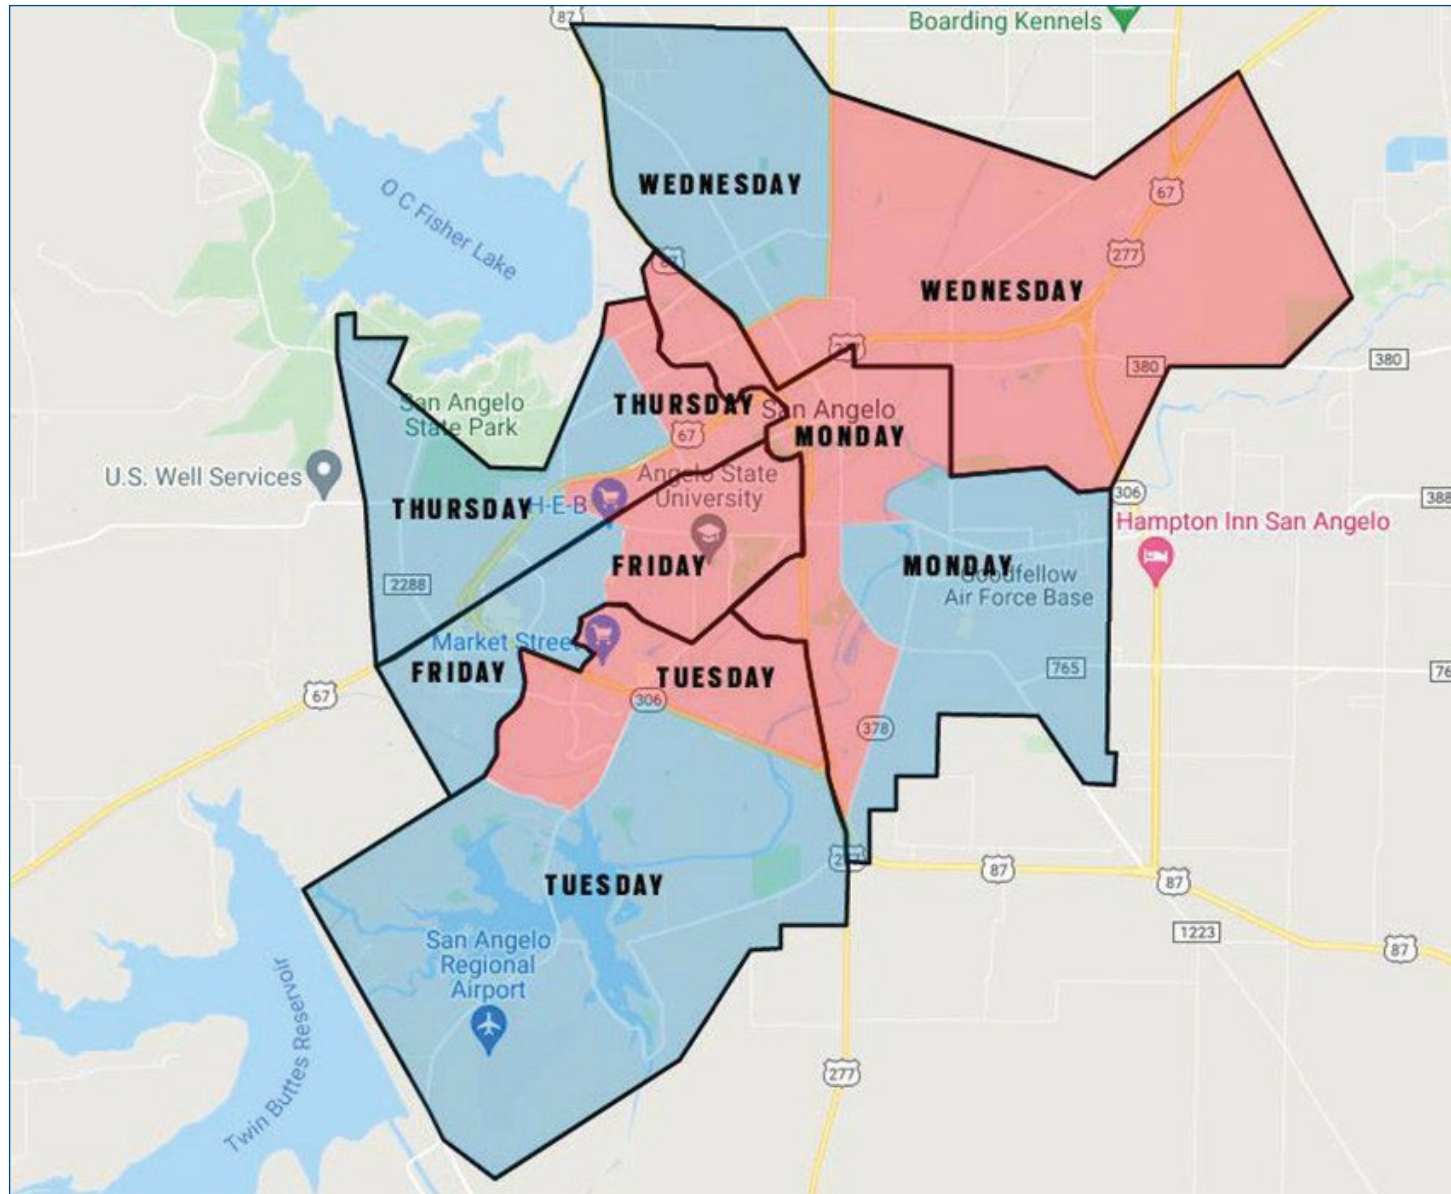 87
Boarding Kennels
WEDNESDAY
O C Fisher Lake
67
87
277
WEDNESDAY
277
380
380
San Angelo
State Park
THURSDAY
San Angelo
67
MONDAY
U.S. Well Services
Angelo State
University
THURSDAY
H-E-B
306
388
Hampton Inn San Angelo
FRIDAY
MONDAY
Goodfellow
Air Force Base
2288
Market Street
FRIDAY
TUESDAY
765
67
306
378
277
87
87
TUESDAY
1223
87
San Angelo
Regional
Airport
Twin Buttes Reservoir
277